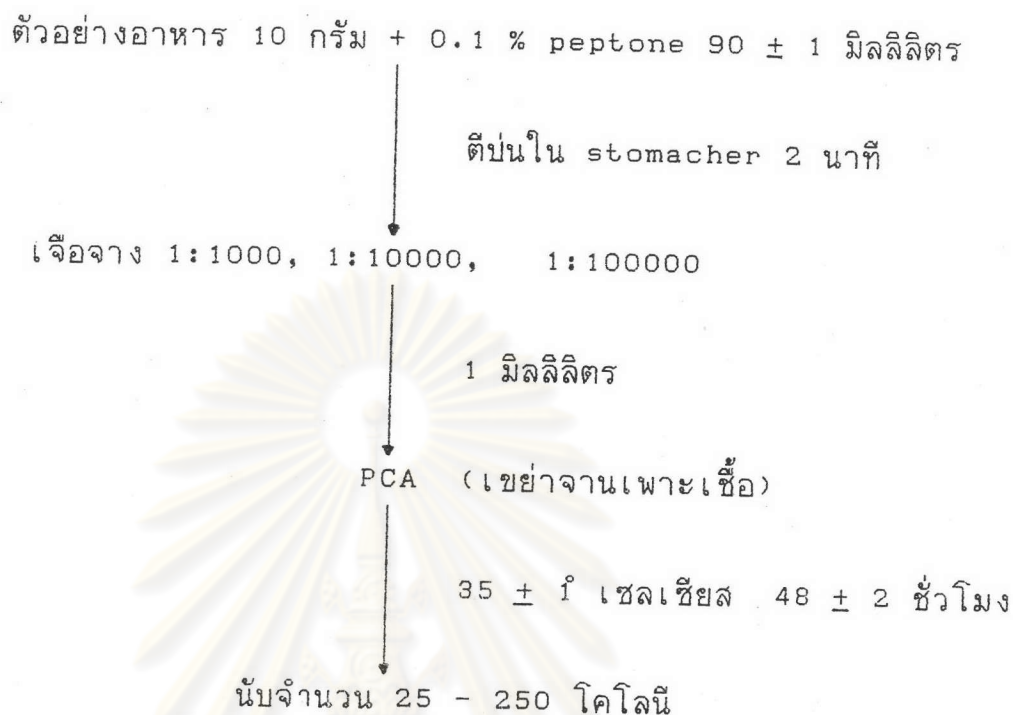 ตัวอย่างอาหาร 10 กรัม + 0.1 % peptone 90 ± 1 มิลลิลิตร
ตีบ่นใน stomacher 2 นาที
เจือจาง 1:1000, 1:10000, 1:100000
1 มิลลิลิตร
PCA (เขย่าจานเพาะเชื้อ)
35 ± 1° เซลเซียส 48 ± 2 ชั่วโมง
นับจำนวน 25 - 250 โคโลนี